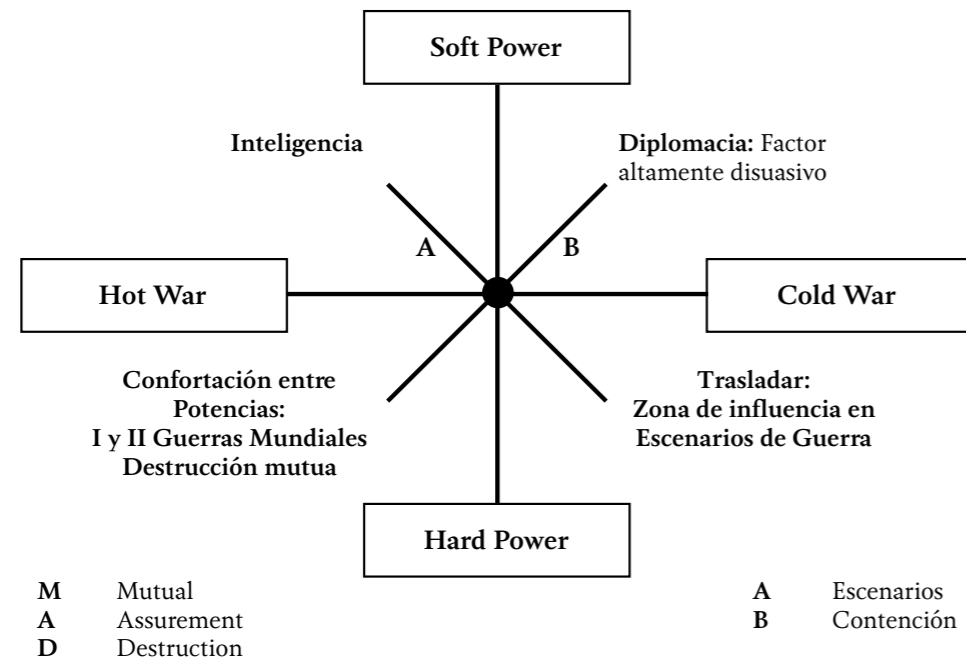 Soft Power
Inteligencia
Diplomacia: Factor
altamente disuasivo
A
B
Hot War
Cold War
Confortación entre
Potencias:
I y II Guerras Mundiales
Destrucción mutua
Trasladar:
Zona de influencia en
Escenarios de Guerra
Hard Power
M Mutual
A Assurement
D Destruction
A Escenarios
B Contención